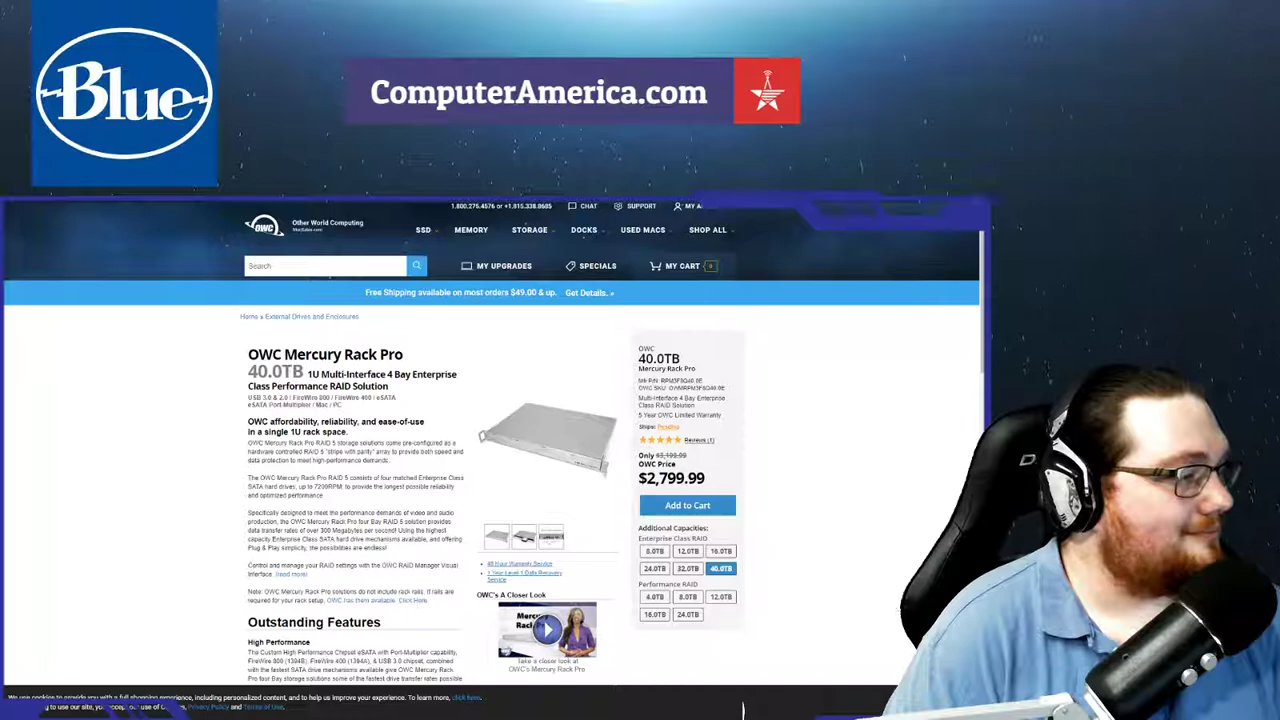 Blue
ComputerAmerica.com
1.800.275.4576 or +1.815.338.8685 CHAT SUPPORT MY A
OWC Other World Computing
SSD MEMORY STORAGE DOCKS USED MACS SHOP ALL
Search MY UPGRADES SPECIALS MY CART 0
Free Shipping available on most orders $49.00 & up. Get Details. »
Home » External Drives and Enclosures
OWC Mercury Rack Pro
40.0TB 1U Multi-Interface 4 Bay Enterprise
Class Performance RAID Solution
USB 3.0 & 2.0 / FireWire 800 / FireWire 400 / eSATA
eSATA Port-Multiplier / Mac / PC
OWC affordability, reliability, and ease-of-use
in a single 1U rack space.
OWC Mercury Rack Pro RAID 5 storage solutions come pre-configured as a
hardware controlled RAID 5 "stripe with parity" array to provide both speed and
data protection to meet high-performance demands.
The OWC Mercury Rack Pro RAID 5 consists of four matched Enterprise Class
SATA hard drives, up to 7200RPM, to provide the longest possible reliability
and optimized performance.
Specifically designed to meet the performance demands of video and audio
production, the OWC Mercury Rack Pro four Bay RAID 5 solution provides
data transfer rates of over 300 Megabytes per second! Using the highest
capacity Enterprise Class SATA hard drive mechanisms available, and offering
Plug & Play simplicity, the possibilities are endless!
Control and manage your RAID settings with the OWC RAID Manager Visual
Interface. Read more!
Note: OWC Mercury Rack Pro solutions do not include rack rails. If rails are
required for your rack setup, OWC has them available. Click Here.
Outstanding Features
High Performance
The Custom High Performance Chipset eSATA with Port-Multiplier capability,
FireWire 800 (1394B), FireWire 400 (1394A), & USB 3.0 chipset, combined
with the fastest SATA drive mechanisms available give OWC Mercury Rack
Pro four Bay storage solutions some of the fastest drive transfer rates possible
48 Hour Warranty Service
1 Year Level 1 Data Recovery
Service
OWC's A Closer Look
Mercury
Rack Pro
Take a closer look at
OWC's Mercury Rack Pro
OWC
40.0TB
Mercury Rack Pro
Multi-Interface 4 Bay Enterprise
Class RAID Solution
5 Year OWC Limited Warranty
Ships: Pending
Reviews (1)
Only $3,199.99
OWC Price
$2,799.99
Add to Cart
Additional Capacities:
Enterprise Class RAID
8.0TB 12.0TB 16.0TB
24.0TB 32.0TB 40.0TB
Performance RAID
4.0TB 8.0TB 12.0TB
16.0TB 24.0TB
We use cookies to provide you with a full shopping experience, including personalized content, and to help us improve your experience. To learn more, click here.
ng to use our site, you accept our use of C Privacy Policy and Terms of Use.